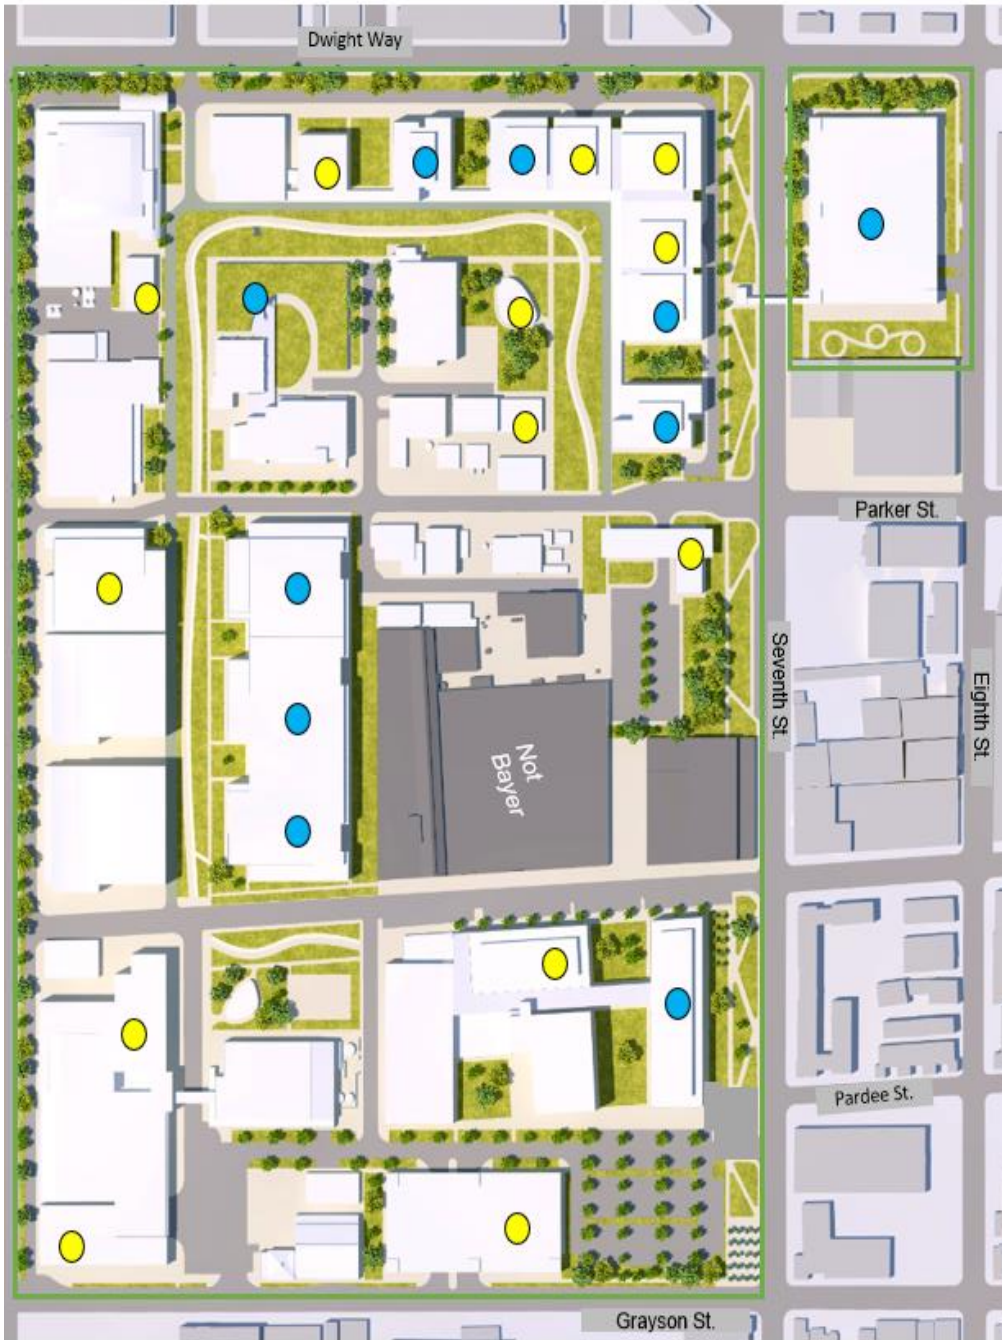 Dwight Way
Parker St.
Seventh St.
Eighth St.
Not
Bayer
Pardee St.
Grayson St.